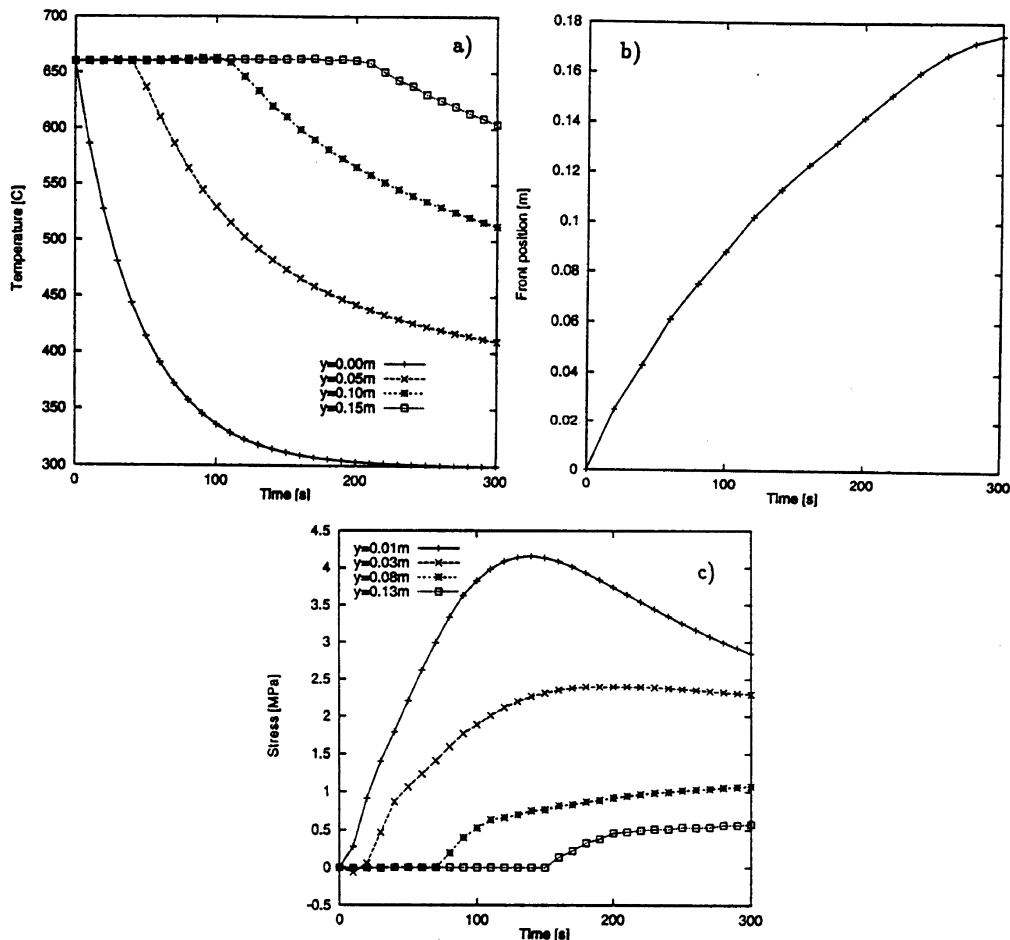 a)
Temperature [C]
700
650
600
550
500
450
400
350
300
y=0.00m
y=0.05m
y=0.10m
y=0.15m
0
100
200
300
Time [s]
b)
Front position [m]
0.18
0.16
0.14
0.12
0.1
0.08
0.06
0.04
0.02
0
0
100
200
300
Time [s]
c)
Stress [MPa]
4.5
4
3.5
3
2.5
2
1.5
1
0.5
0
-0.5
y=0.01m
y=0.03m
y=0.08m
y=0.13m
0
100
200
300
Time [s]